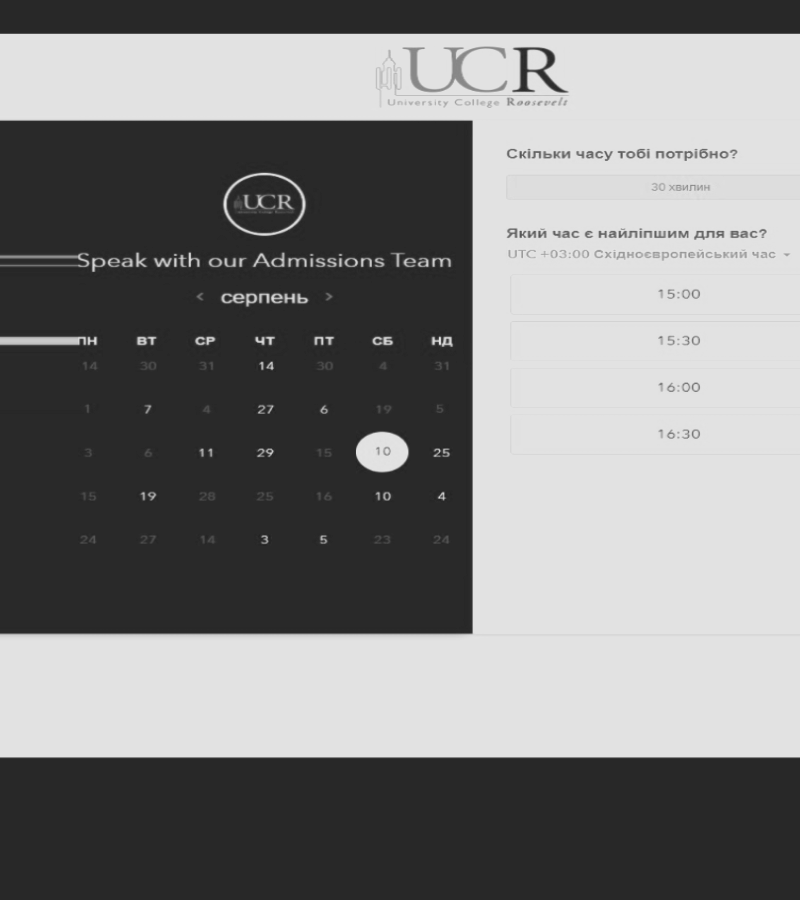 UCR
University College Roosevelt
UCR
Speak with our Admissions Team
< серпень >
ПН ВТ СР ЧТ ПТ СБ НД
14 30 31 14 30 4 31
1 7 4 27 6 19 5
3 6 11 29 15 10 25
15 19 28 25 16 10 4
24 27 14 3 5 23 24
Скільки часу тобі потрібно?
30 хвилин
Який час є найліпшим для вас?
UTC +03:00 Східноєвропейський час
15:00
15:30
16:00
16:30